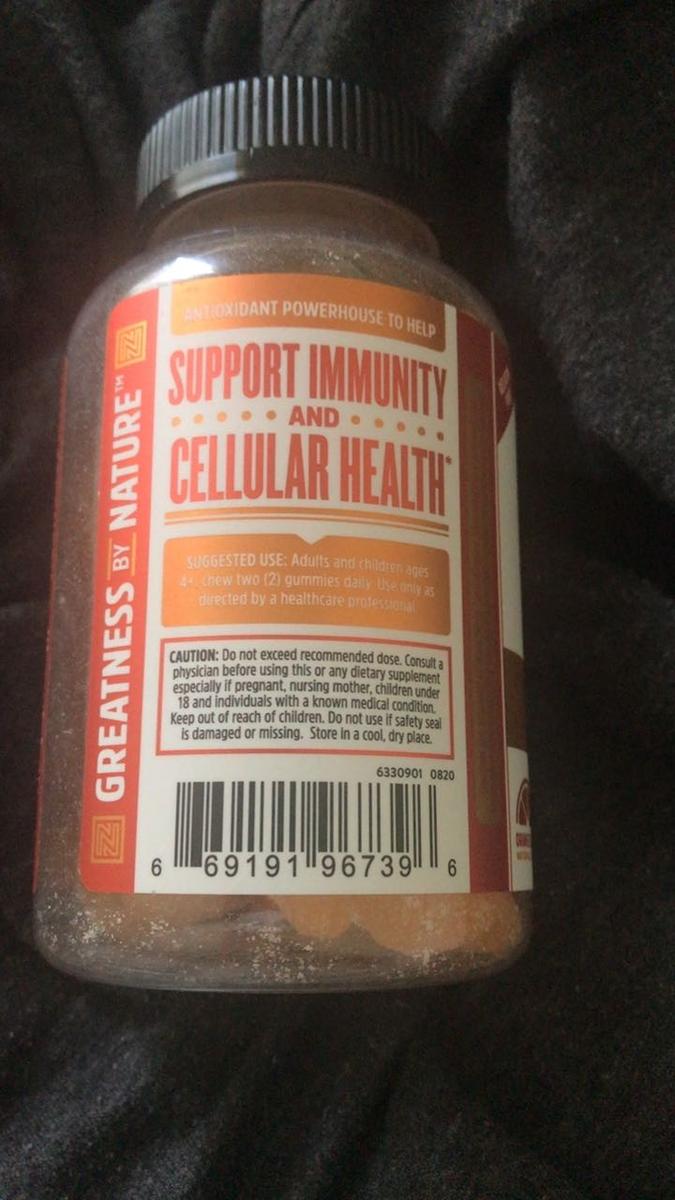 GREATNESS BY NATURE™
ANTIOXIDANT POWERHOUSE TO HELP
SUPPORT IMMUNITY
AND
CELLULAR HEALTH*
SUGGESTED USE: Adults and children ages
4+, chew two (2) gummies daily. Use only as
directed by a healthcare professional.
CAUTION: Do not exceed recommended dose. Consult a
physician before using this or any dietary supplement
especially if pregnant, nursing mother, children under
18 and individuals with a known medical condition.
Keep out of reach of children. Do not use if safety seal
is damaged or missing. Store in a cool, dry place.
6330901 0820
6 69191 96739 6